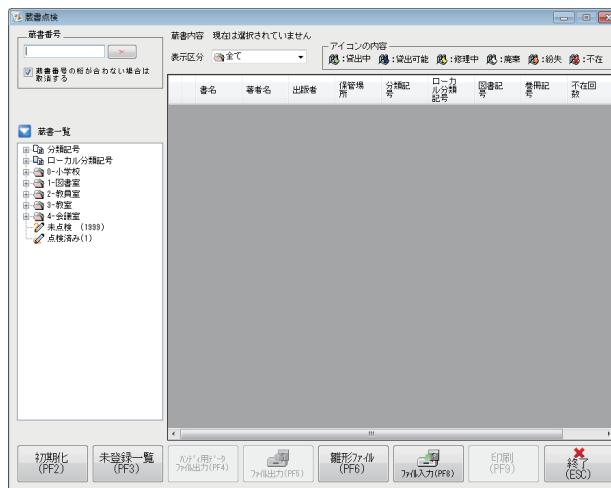 蔵書点検
蔵書番号
蔵書番号の桁が合わない場合は
取消する
蔵書内容 現在は選択されていません
表示区分 全て
アイコンの内容
:貸出中 :貸出可能 :修理中 :廃棄 :紛失 :不在
書名 著者名 出版者 保管場所 分類記号 ローカル分類記号 図書記号 巻冊記号 不在回数
蔵書一覧
分類記号
ローカル分類記号
0-小学校
1-図書室
2-教員室
3-教室
4-会議室
未点検 (1999)
点検済み(1)
初期化
(PF2)
未登録一覧
(PF3)
ハンディ用データ
ファイル出力(PF4)
ファイル出力(PF5)
雛形ファイル
(PF6)
ファイル入力(PF8)
印刷
(PF9)
終了
(ESC)